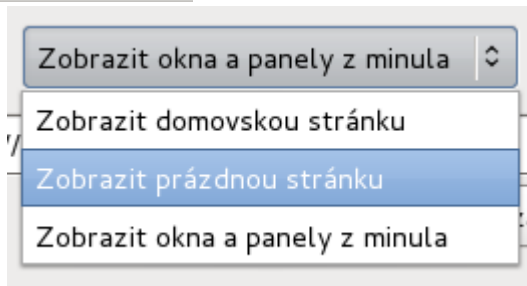 Zobrazit okna a panely z minula
Zobrazit domovskou stránku
Zobrazit prázdnou stránku
Zobrazit okna a panely z minula